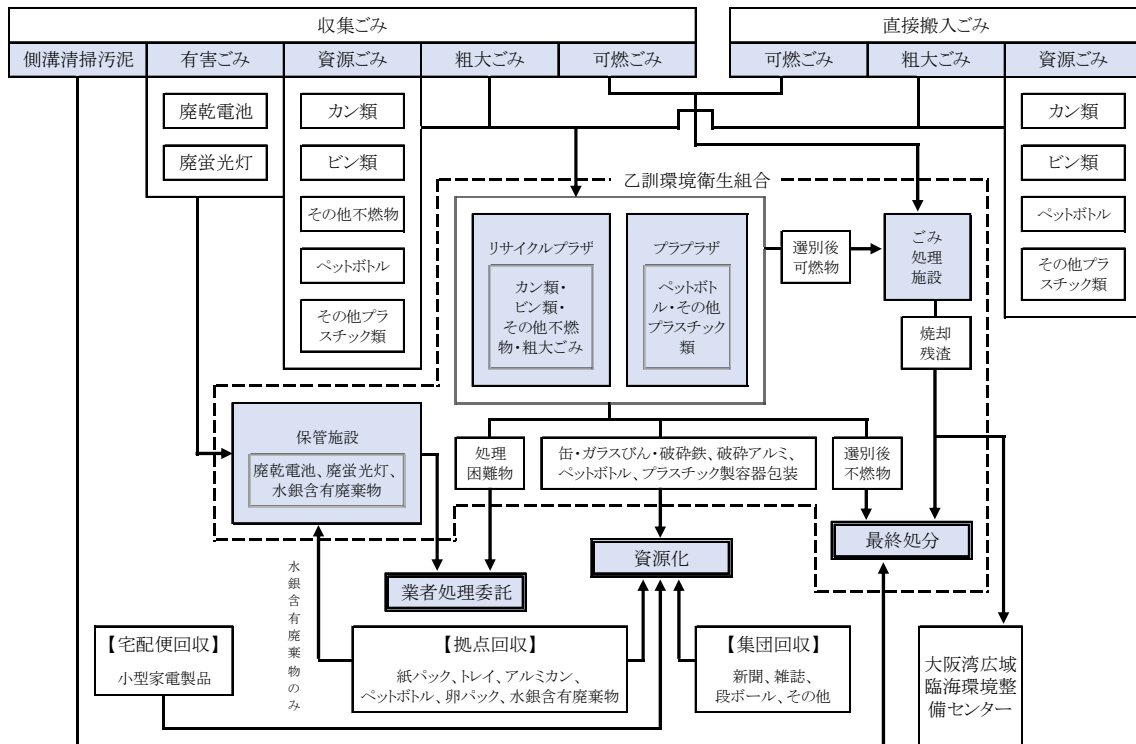 収集ごみ
直接搬入ごみ
側溝清掃汚泥
有害ごみ
資源ごみ
粗大ごみ
可燃ごみ
可燃ごみ
粗大ごみ
資源ごみ
廃乾電池
廃蛍光灯
カン類
ビン類
その他不燃物
ペットボトル
その他プラ
スチック類
カン類
ビン類
ペットボトル
その他プラ
スチック類
乙訓環境衛生組合
リサイクルプラザ
カン類・
ビン類・
その他不燃
物・粗大ごみ
プラプラザ
ペットボト
ル・その他
プラスチック
類
選別後
可燃物
ごみ
処理
施設
焼却
残渣
保管施設
廃乾電池、廃蛍光灯、
水銀含有廃棄物
処理
困難物
缶・ガラスびん・破砕鉄、破砕アルミ、
ペットボトル、プラスチック製容器包装
選別後
不燃物
業者処理委託
資源化
最終処分
水銀含有廃棄物のみ
【宅配便回収】
小型家電製品
【拠点回収】
紙パック、トレイ、アルミカン、
ペットボトル、卵パック、水銀含有廃棄物
【集団回収】
新聞、雑誌、
段ボール、その他
大阪湾広域
臨海環境整
備センター